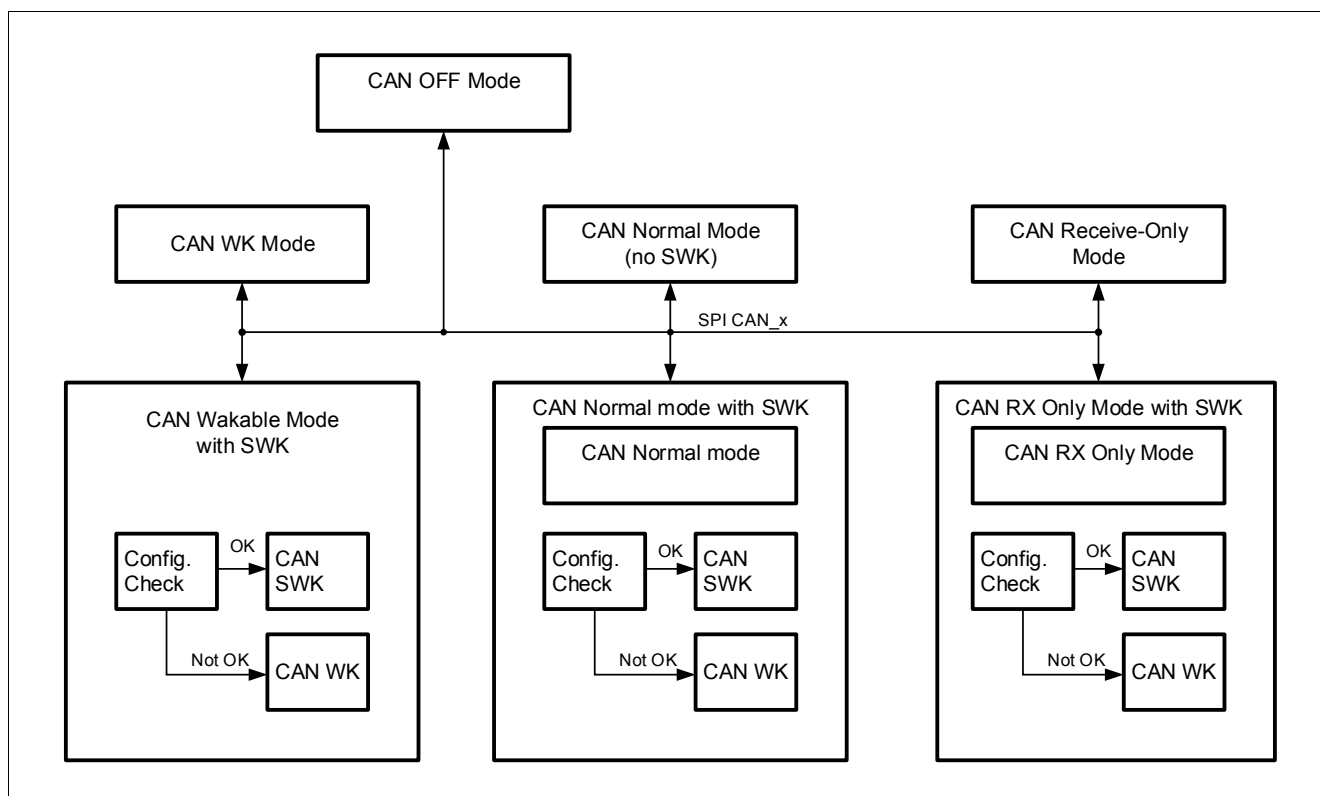 CAN OFF Mode
CAN WK Mode
CAN Normal Mode
(no SWK)
CAN Receive-Only
Mode
SPI CAN_x
CAN Wakable Mode
with SWK
Config.
Check
OK
CAN
SWK
Not OK
CAN WK
CAN Normal mode with SWK
CAN Normal mode
Config.
Check
OK
CAN
SWK
Not OK
CAN WK
CAN RX Only Mode with SWK
CAN RX Only Mode
Config.
Check
OK
CAN
SWK
Not OK
CAN WK